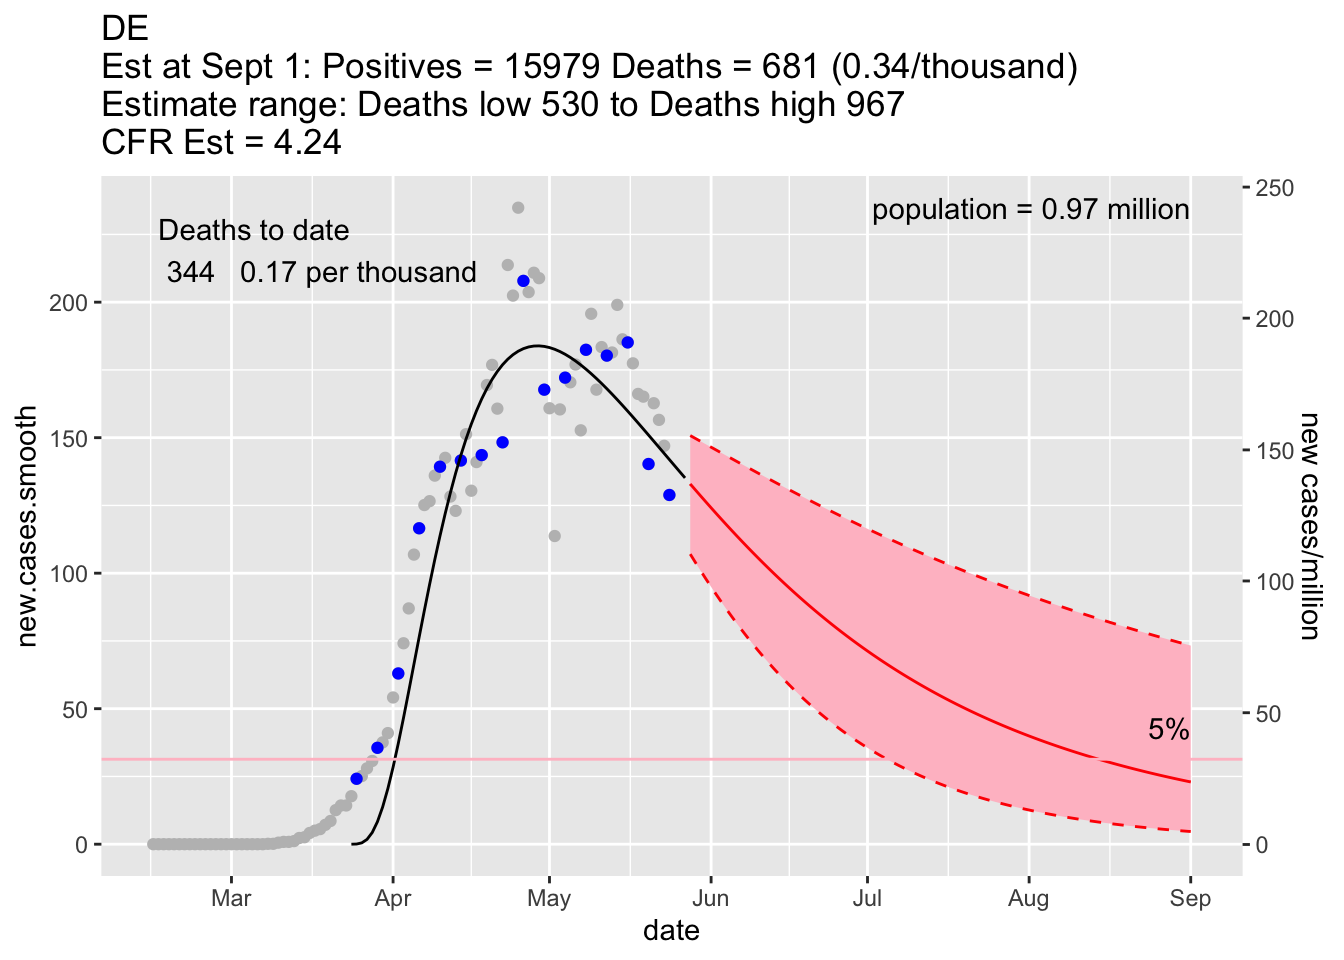 DE
Est at Sept 1: Positives = 15979 Deaths = 681 (0.34/thousand)
Estimate range: Deaths low 530 to Deaths high 967
CFR Est = 4.24
Deaths to date
344 0.17 per thousand
population = 0.97 million
5%
new.cases.smooth
200
150
100
50
0
250
200
150
100
50
0
new cases/million
Mar Apr May Jun Jul Aug Sep
date